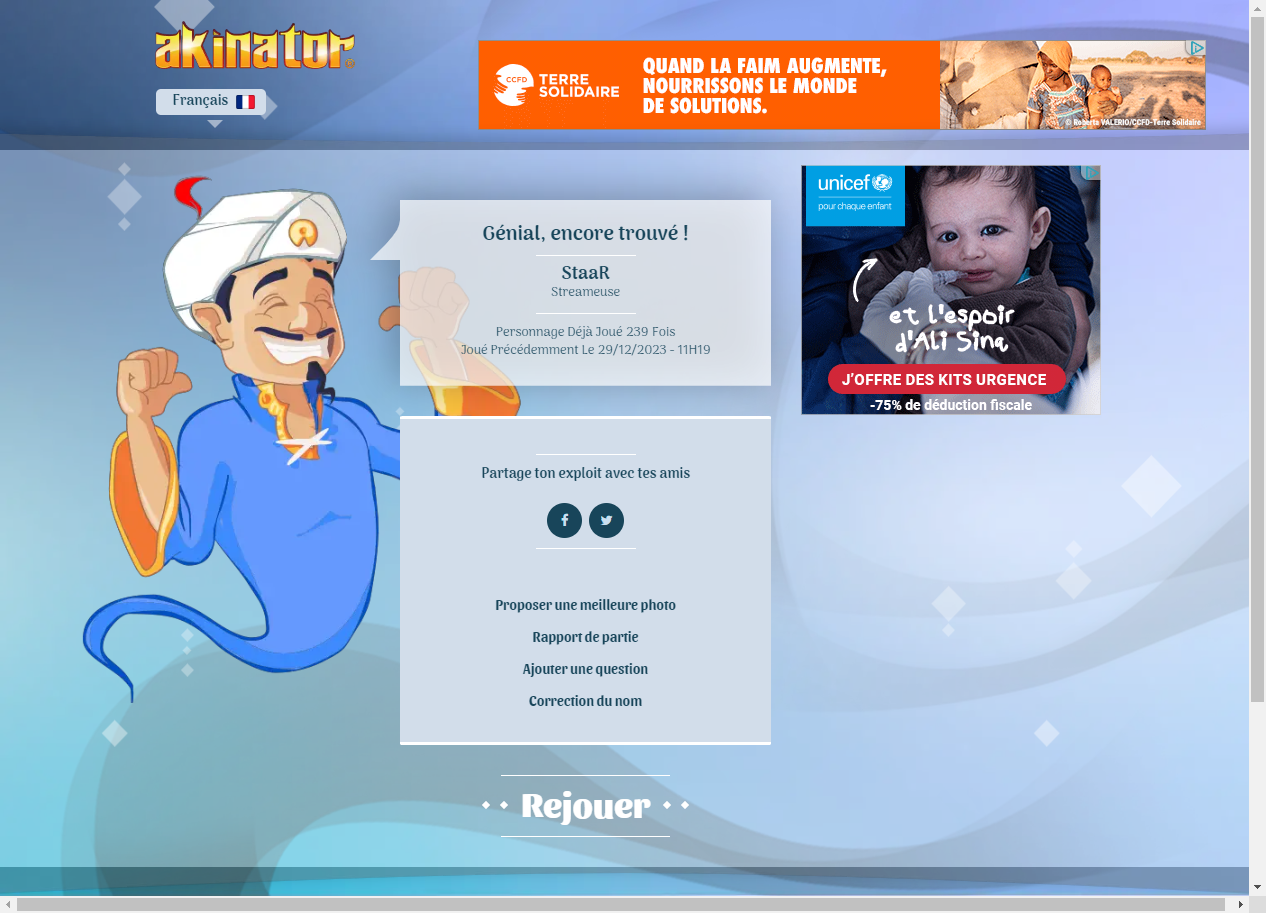 akinator
Français
CCFD
TERRE
SOLIDAIRE
QUAND LA FAIM AUGMENTE,
NOURRISSONS LE MONDE
DE SOLUTIONS.
© Roberta VALERIO/CCFD-Terre Solidaire
Génial, encore trouvé !
StaaR
Streameuse
Personnage Déjà Joué 239 Fois
Joué Précédemment Le 29/12/2023 - 11H19
unicef
pour chaque enfant
et l'espoir
d'Ali Sina
J'OFFRE DES KITS URGENCE
-75% de déduction fiscale
Partage ton exploit avec tes amis
Proposer une meilleure photo
Rapport de partie
Ajouter une question
Correction du nom
Rejouer